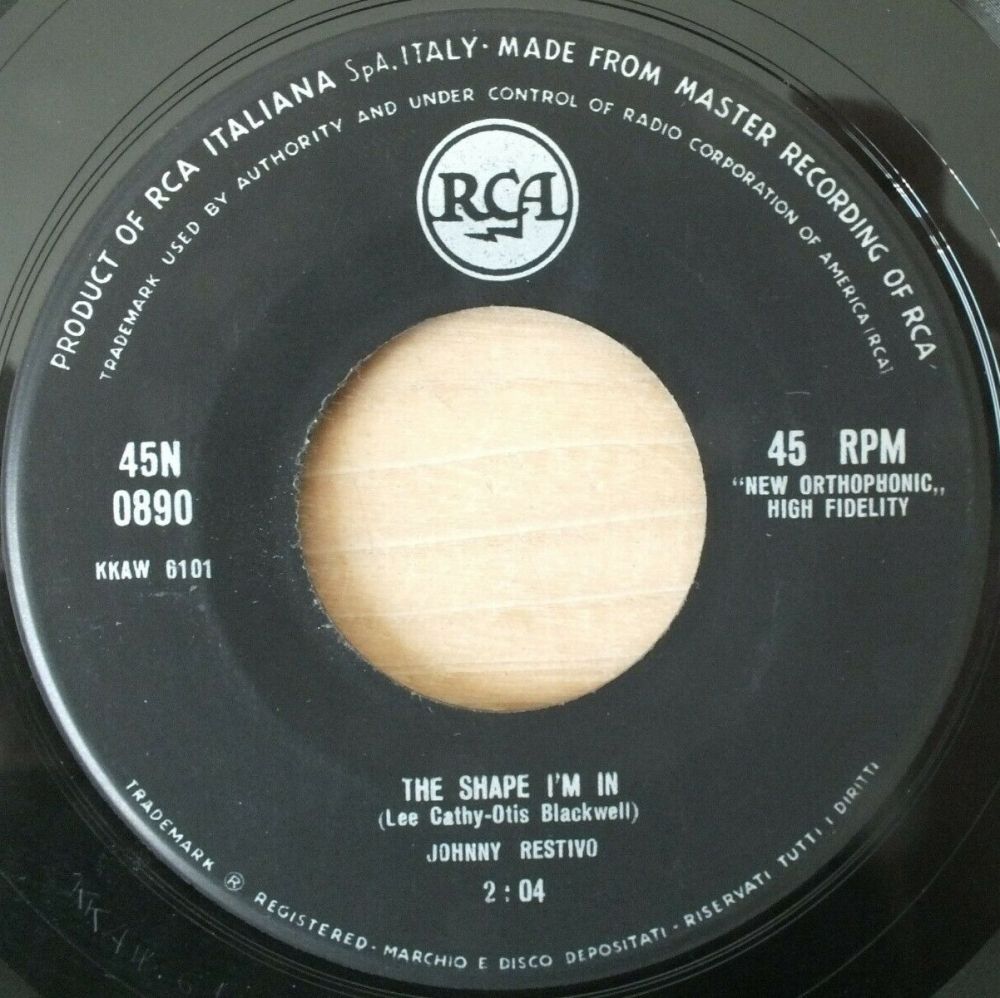 PRODUCT OF RCA ITALIANA SpA. ITALY · MADE FROM MASTER RECORDING OF RCA
TRADEMARK USED BY AUTHORITY AND UNDER CONTROL OF RADIO CORPORATION OF AMERICA (RCA)
RCA
45N
0890
KKAW 6101
45 RPM
"NEW ORTHOPHONIC,,
HIGH FIDELITY
THE SHAPE I'M IN
(Lee Cathy-Otis Blackwell)
JOHNNY RESTIVO
2:04
TRADEMARK ® REGISTERED · MARCHIO E DISCO DEPOSITATI - RISERVATI TUTTI I DIRITTI